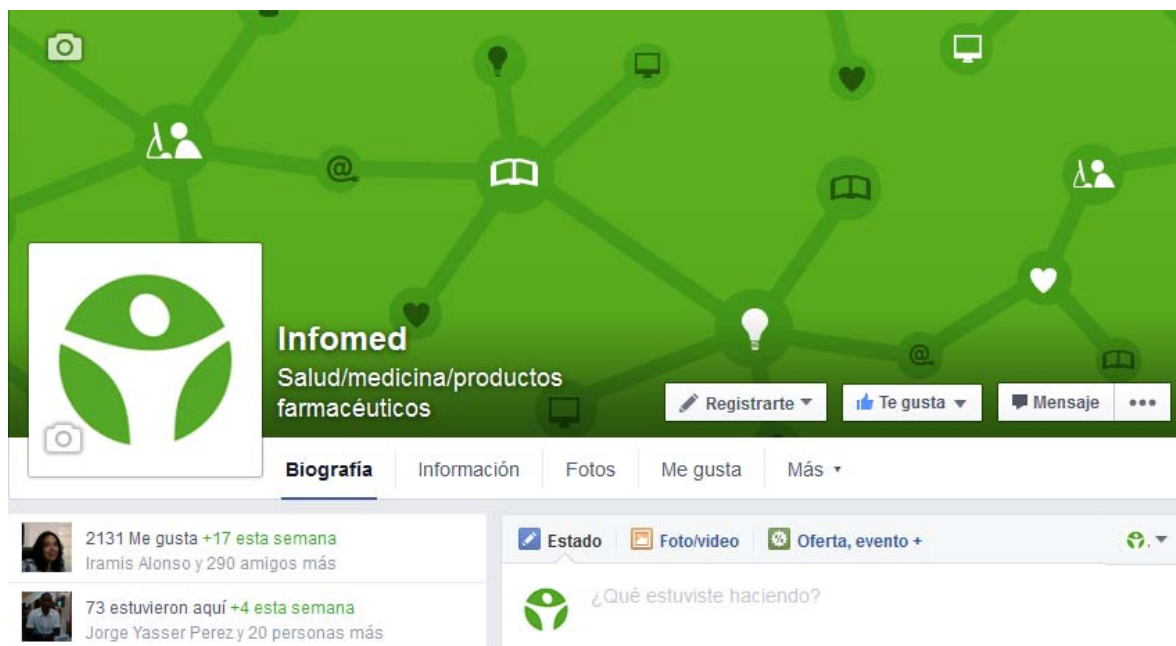 Infomed
Salud/medicina/productos
farmacéuticos
Registrarte
Te gusta
Mensaje
Biografía
Información
Fotos
Me gusta
Más
2131 Me gusta +17 esta semana
Iramis Alonso y 290 amigos más
73 estuvieron aquí +4 esta semana
Jorge Yasser Perez y 20 personas más
Estado
Foto/video
Oferta, evento +
¿Qué estuviste haciendo?